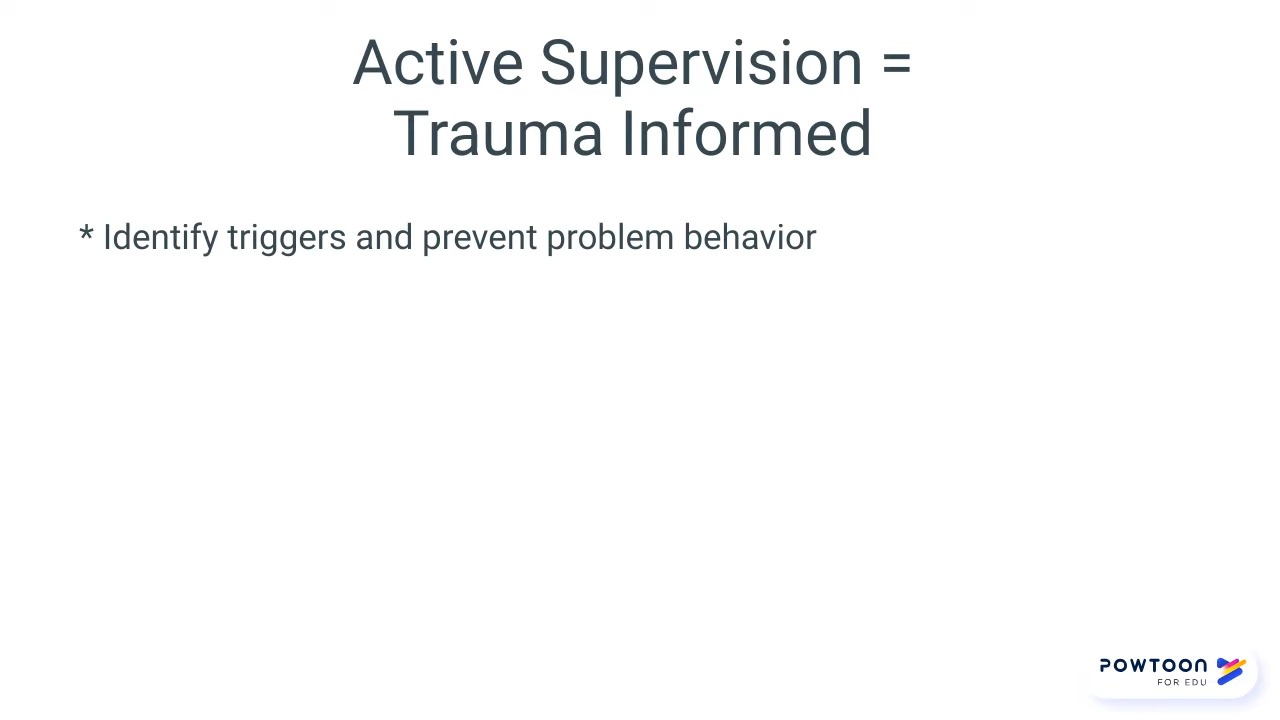 Active Supervision =
Trauma Informed
* Identify triggers and prevent problem behavior
POWTOON
FOR EDU